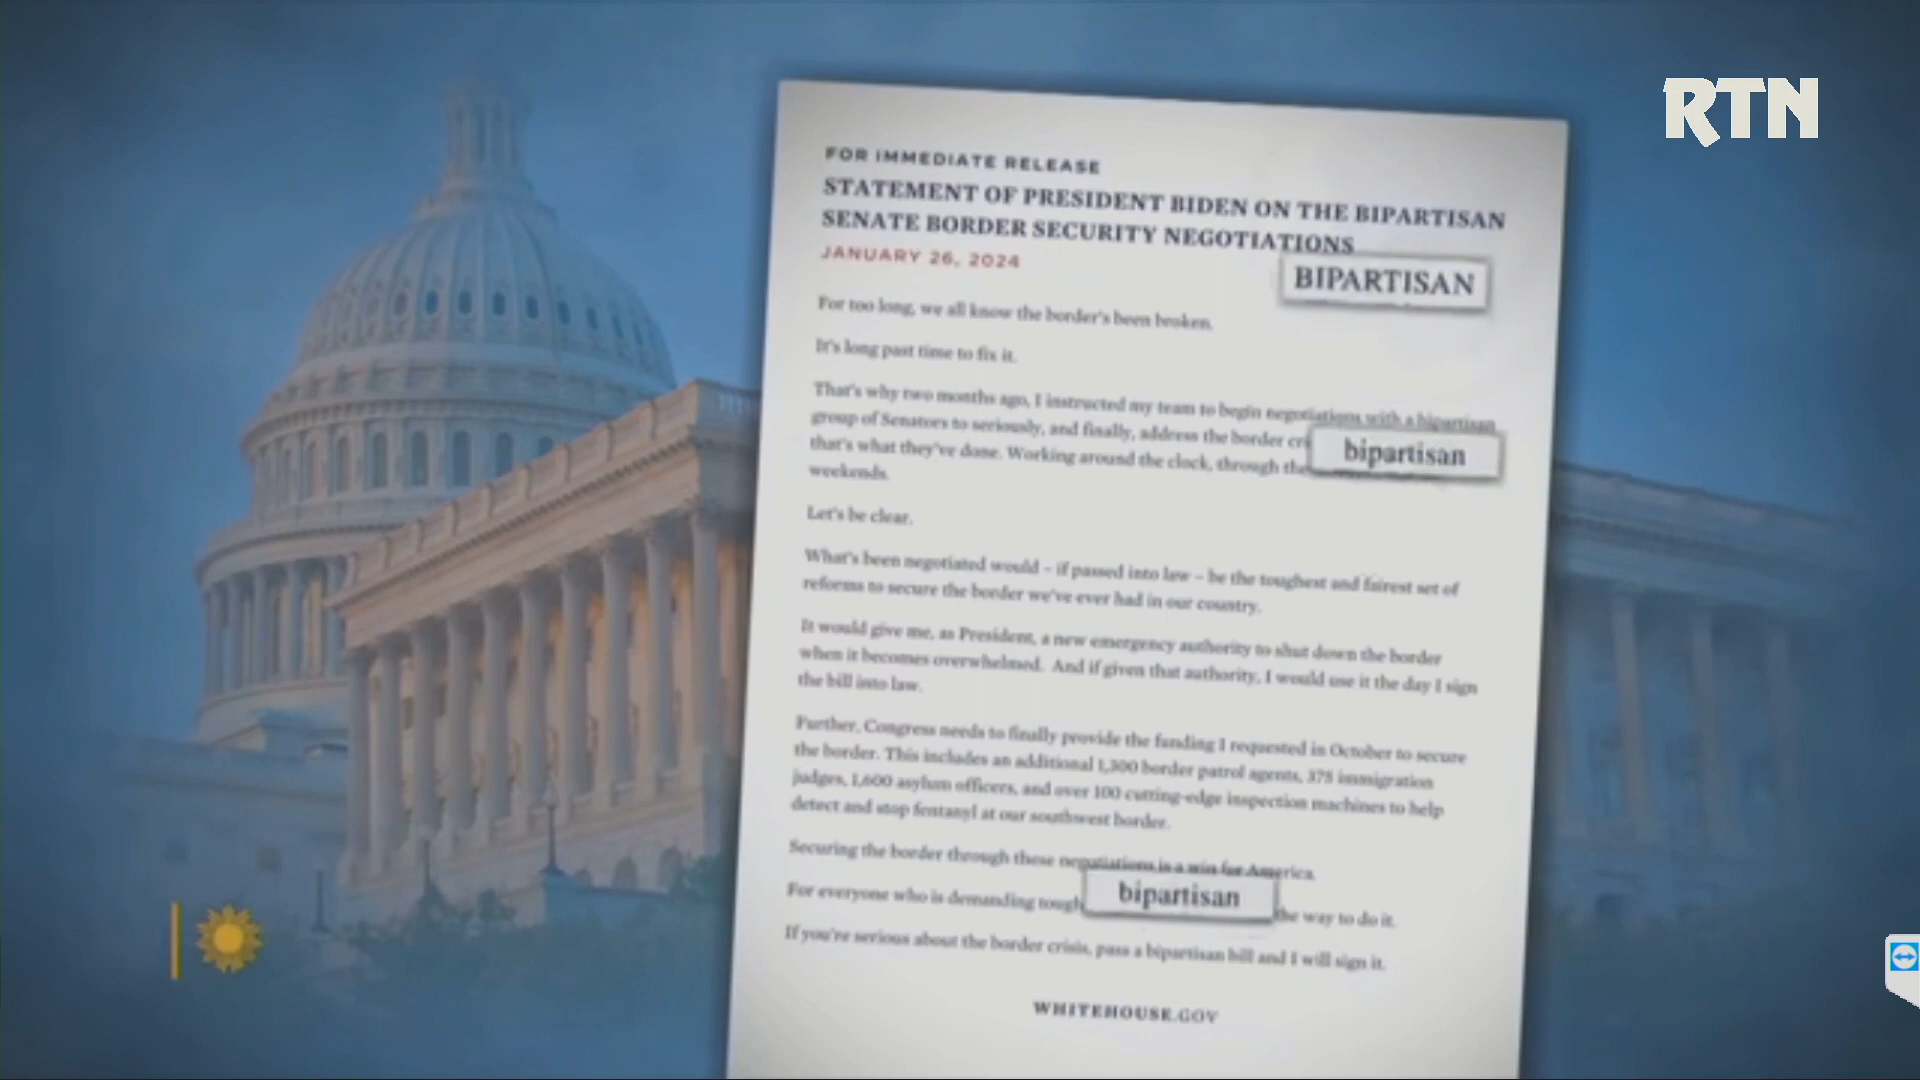 RTN
FOR IMMEDIATE RELEASE
STATEMENT OF PRESIDENT BIDEN ON THE BIPARTISAN
SENATE BORDER SECURITY NEGOTIATIONS
JANUARY 26, 2024
BIPARTISAN
For too long, we all know the border's been broken.
It's long past time to fix it.
That's why two months ago, I instructed my team to begin negotiations with a bipartisan
group of Senators to seriously, and finally, address the border
bipartisan
that's what they've done. Working around the clock, through the
weekends.
Let's be clear.
What's been negotiated would – if passed into law – be the toughest and fairest set of
reforms to secure the border we've ever had in our country.
It would give me, as President, a new emergency authority to shut down the border
when it becomes overwhelmed. And if given that authority, I would use it the day I sign
the bill into law.
Further, Congress needs to finally provide the funding I requested in October to secure
the border. This includes an additional 1,300 border patrol agents, 375 immigration
judges, 1,600 asylum officers, and over 100 cutting-edge inspection machines to help
detect and stop fentanyl at our southwest border.
Securing the border through these negotiations is a win for America.
For everyone who is demanding tough bipartisan the way to do it.
If you're serious about the border crisis, pass a bipartisan bill and I will sign it.
WHITEHOUSE.GOV